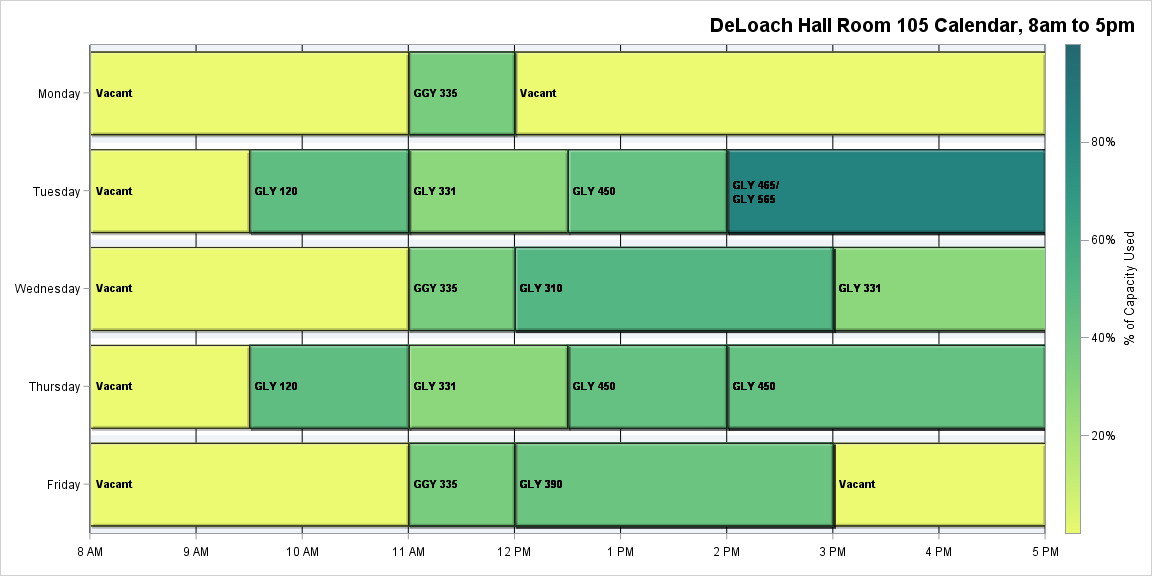 DeLoach Hall Room 105 Calendar, 8am to 5pm
Monday
Vacant
GGY 335
Vacant
Tuesday
Vacant
GLY 120
GLY 331
GLY 450
GLY 465/
GLY 565
Wednesday
Vacant
GGY 335
GLY 310
GLY 331
Thursday
Vacant
GLY 120
GLY 331
GLY 450
GLY 450
Friday
Vacant
GGY 335
GLY 390
Vacant
8 AM
9 AM
10 AM
11 AM
12 PM
1 PM
2 PM
3 PM
4 PM
5 PM
80%
60%
40%
20%
% of Capacity Used